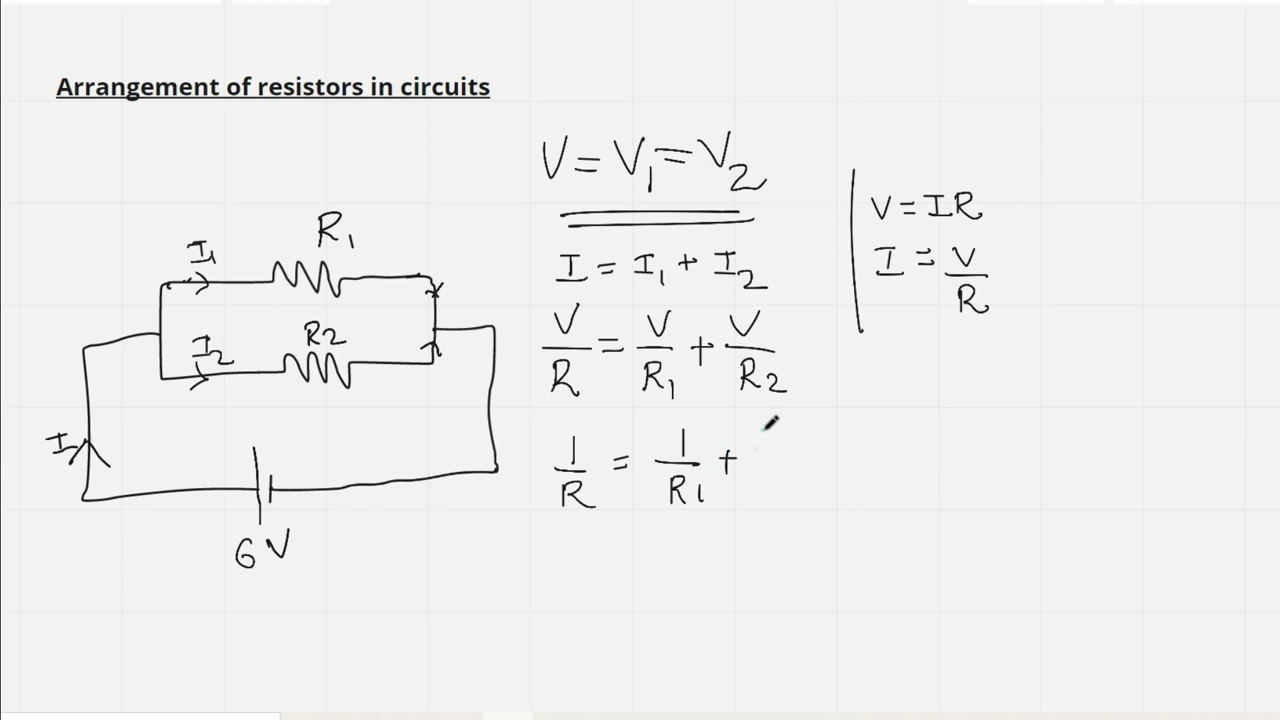 Arrangement of resistors in circuits
V = V₁ = V₂
I = I₁ + I₂
V/R = V/R₁ + V/R₂
1/R = 1/R₁ +
V = IR
I = V/R
R₁
I₁
R₂
I₂
I
6 V